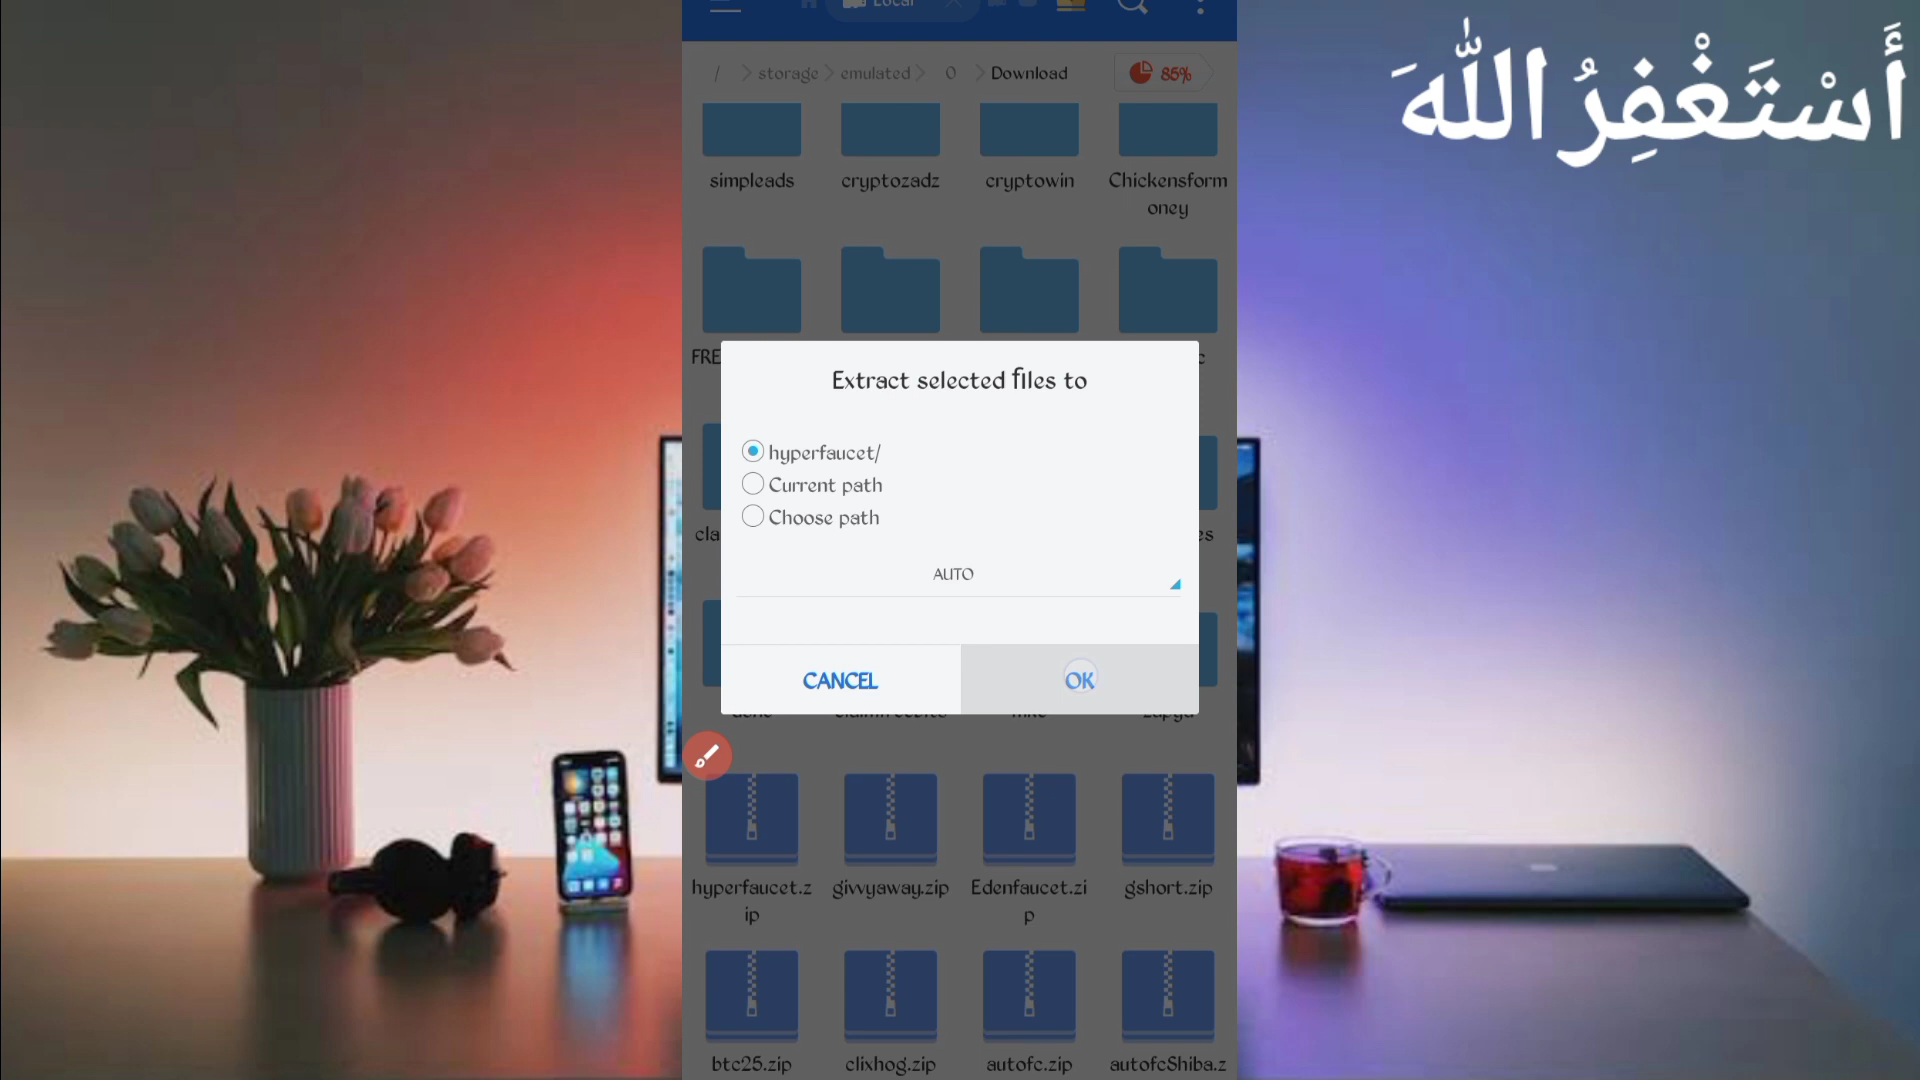 Local
أَسْتَغْفِرُ اللّٰهَ
/ storage emulated 0 Download 85%
simpleads cryptozadz cryptowin Chickensform
oney
FRE
Extract selected files to
hyperfaucet/
Current path
Choose path
AUTO
CANCEL OK
hyperfaucet.z givvyaway.zip Edenfaucet.zi gshort.zip
ip p
btc25.zip clixhog.zip autofc.zip autofcShiba.z